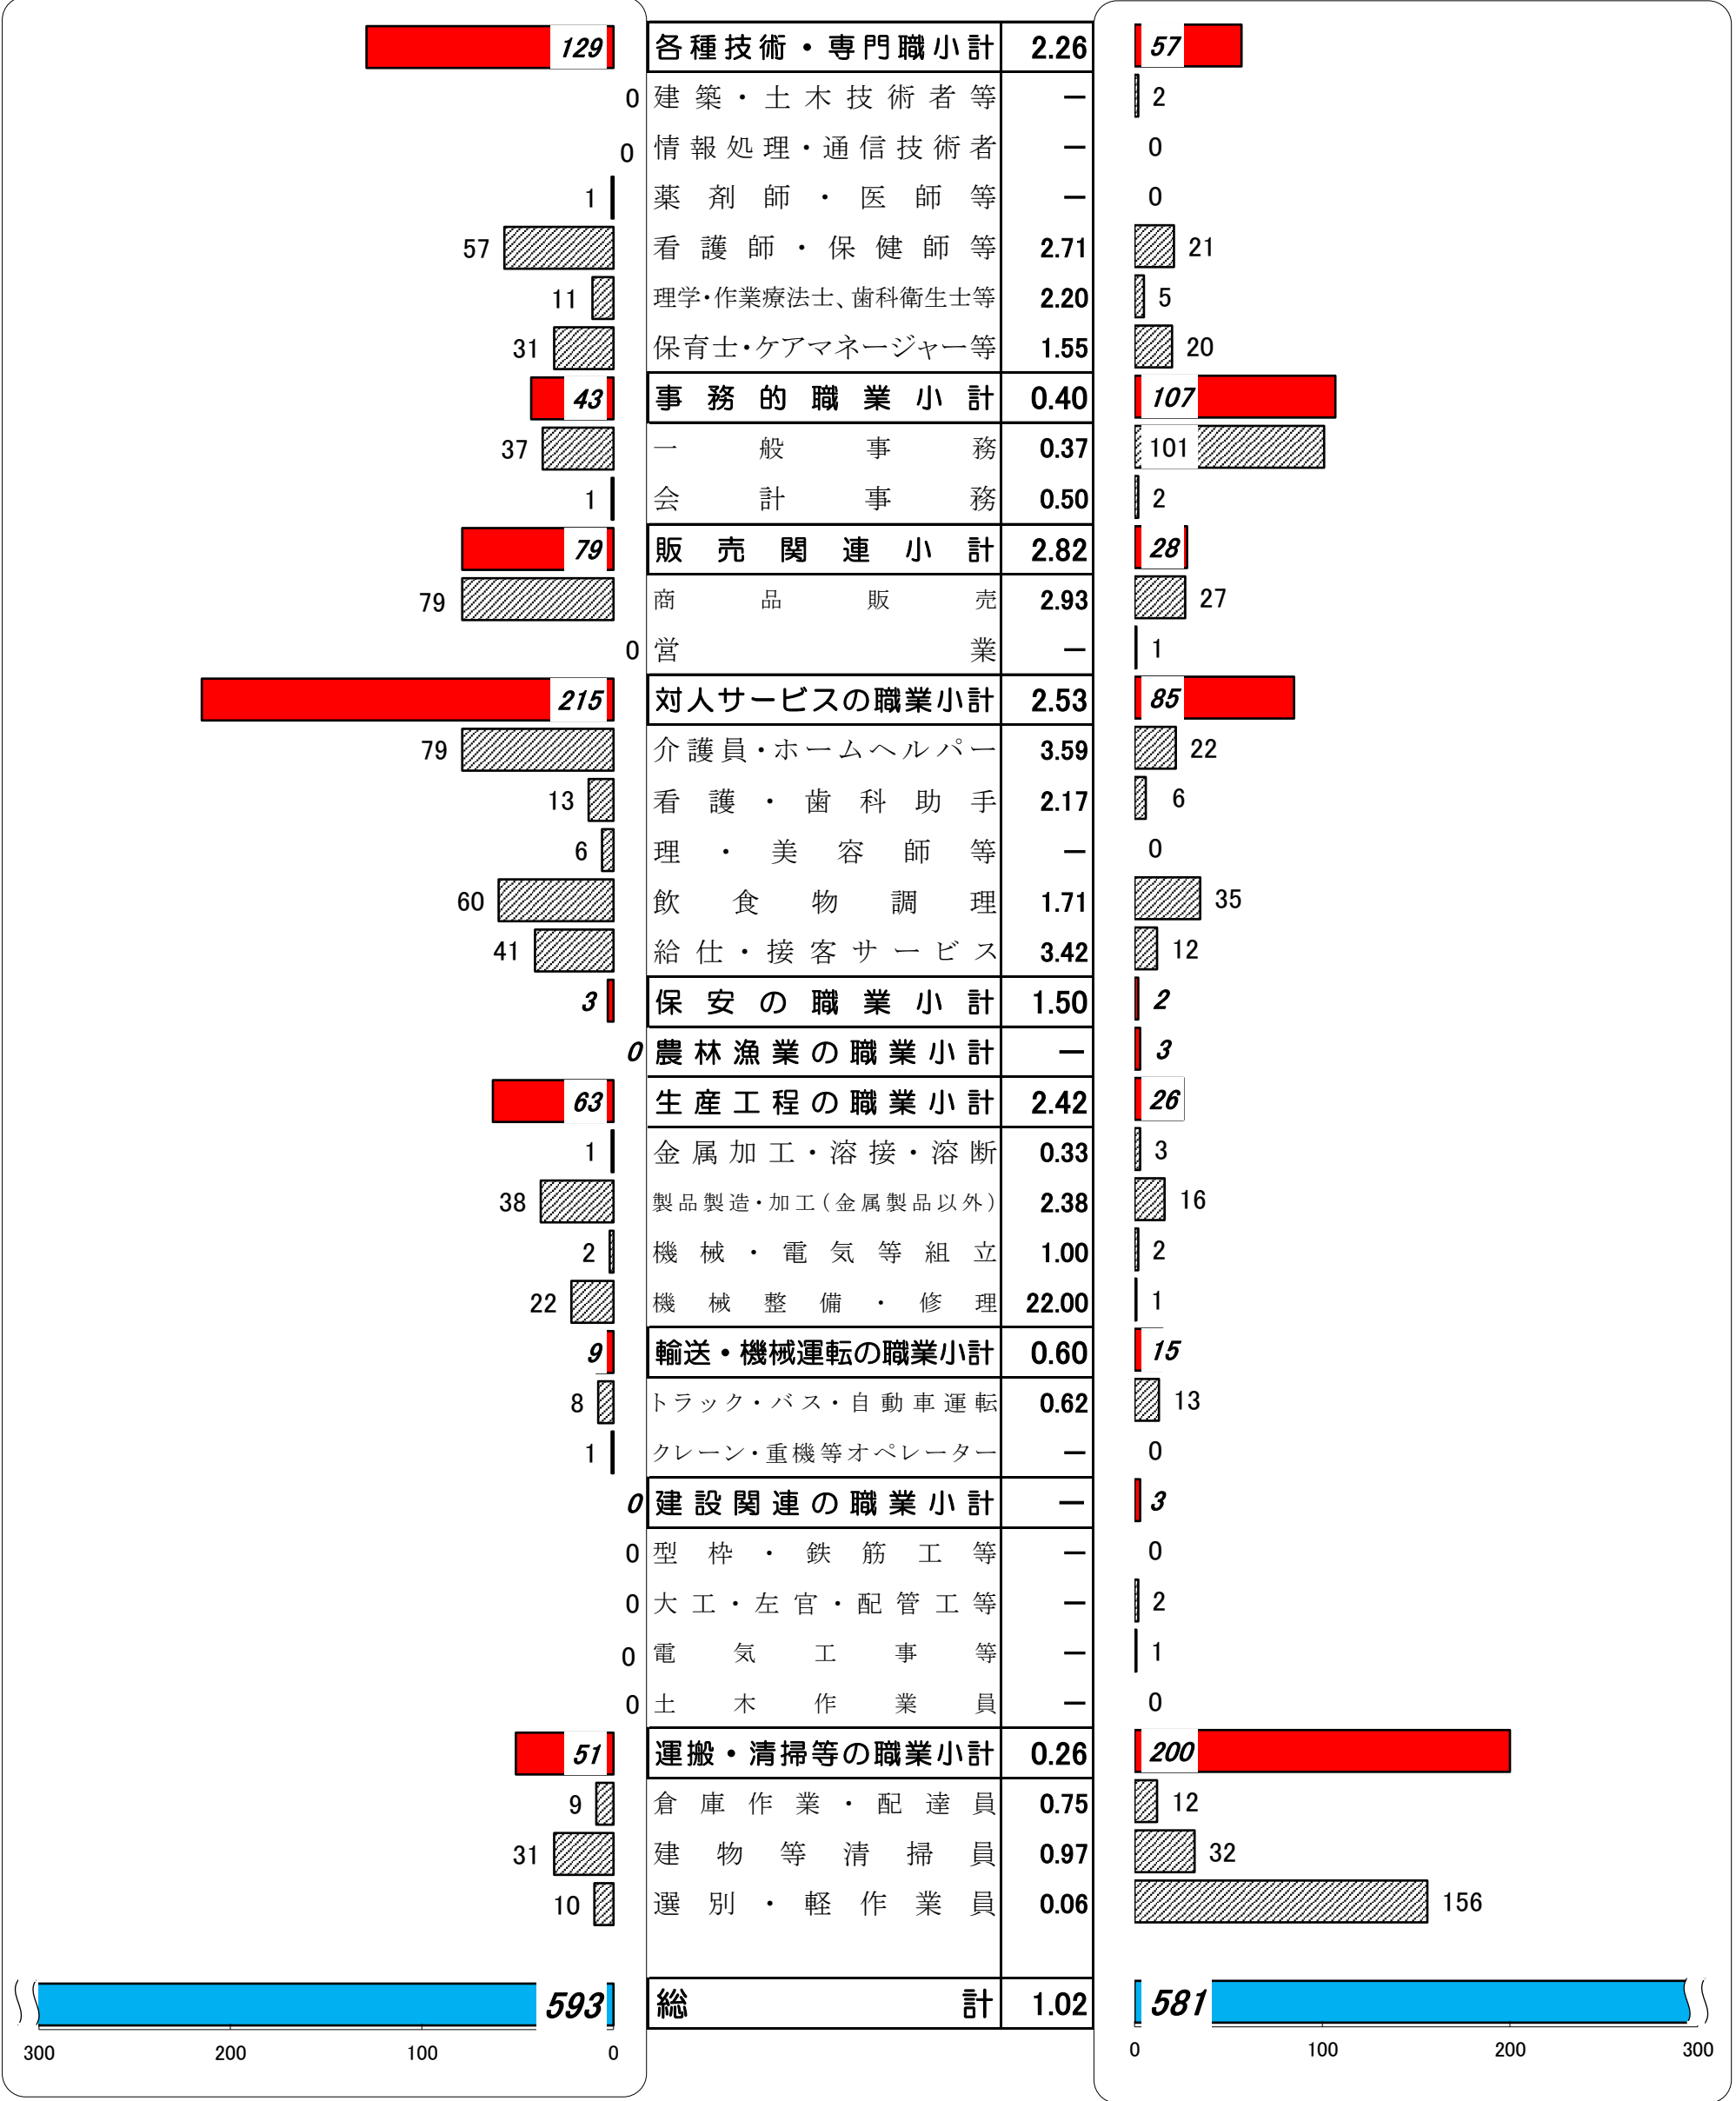 129 各種技術・専門職小計 2.26 57
0 建築・土木技術者等 － 2
0 情報処理・通信技術者 － 0
1 薬剤師・医師等 － 0
57 看護師・保健師等 2.71 21
11 理学・作業療法士、歯科衛生士等 2.20 5
31 保育士・ケアマネージャー等 1.55 20
43 事務的職業小計 0.40 107
37 一般事務 0.37 101
1 会計事務 0.50 2
79 販売関連小計 2.82 28
79 商品販売 2.93 27
0 営業 － 1
215 対人サービスの職業小計 2.53 85
79 介護員・ホームヘルパー 3.59 22
13 看護・歯科助手 2.17 6
6 理・美容師等 － 0
60 飲食物調理 1.71 35
41 給仕・接客サービス 3.42 12
3 保安の職業小計 1.50 2
0 農林漁業の職業小計 － 3
63 生産工程の職業小計 2.42 26
1 金属加工・溶接・溶断 0.33 3
38 製品製造・加工（金属製品以外） 2.38 16
2 機械・電気等組立 1.00 2
22 機械整備・修理 22.00 1
9 輸送・機械運転の職業小計 0.60 15
8 トラック・バス・自動車運転 0.62 13
1 クレーン・重機等オペレーター － 0
0 建設関連の職業小計 － 3
0 型枠・鉄筋工等 － 0
0 大工・左官・配管工等 － 2
0 電気工事等 － 1
0 土木作業員 － 0
51 運搬・清掃等の職業小計 0.26 200
9 倉庫作業・配達員 0.75 12
31 建物等清掃員 0.97 32
10 選別・軽作業員 0.06 156
593 総計 1.02 581
300 200 100 0 0 100 200 300